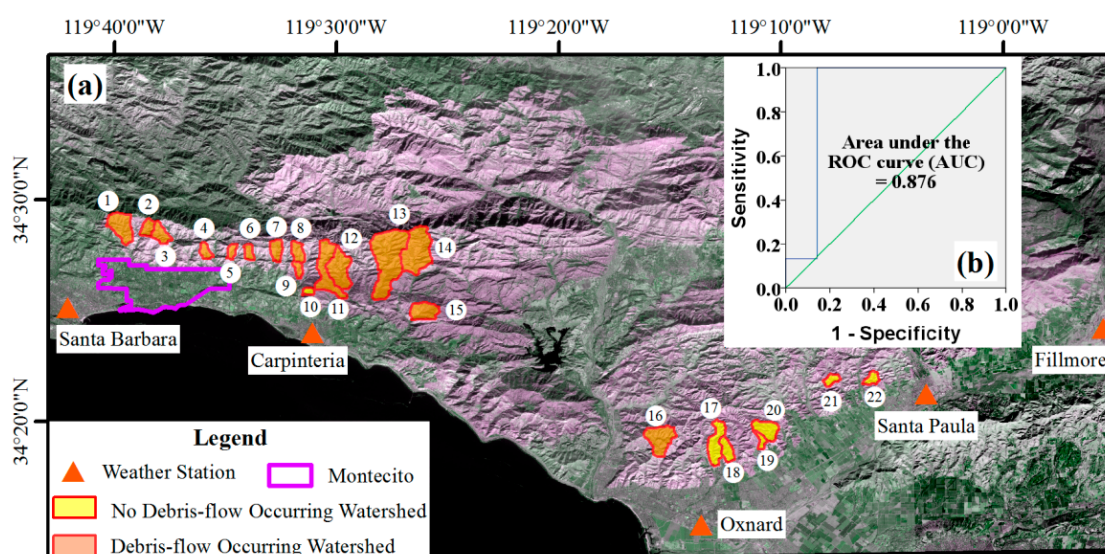 119°40'0"
119°30'0"
119°20'0"
119°10'0"
119°0'0"
(a)
34°30'0"
34°20'0"
1
2
3
4
5
6
7
8
9
10
11
12
13
14
15
16
17
18
19
20
21
22
Santa Barbara
Carpinteria
Oxnard
Santa Paula
Fillmore
1.0
0.8
0.6
0.4
0.2
0.0
Sensitivity
Area under the
ROC curve (AUC)
= 0.876
(b)
0.0 0.2 0.4 0.6 0.8 1.0
1 - Specificity
Legend
Weather Station
Montecito
No Debris-flow Occurring Watershed
Debris-flow Occurring Watershed